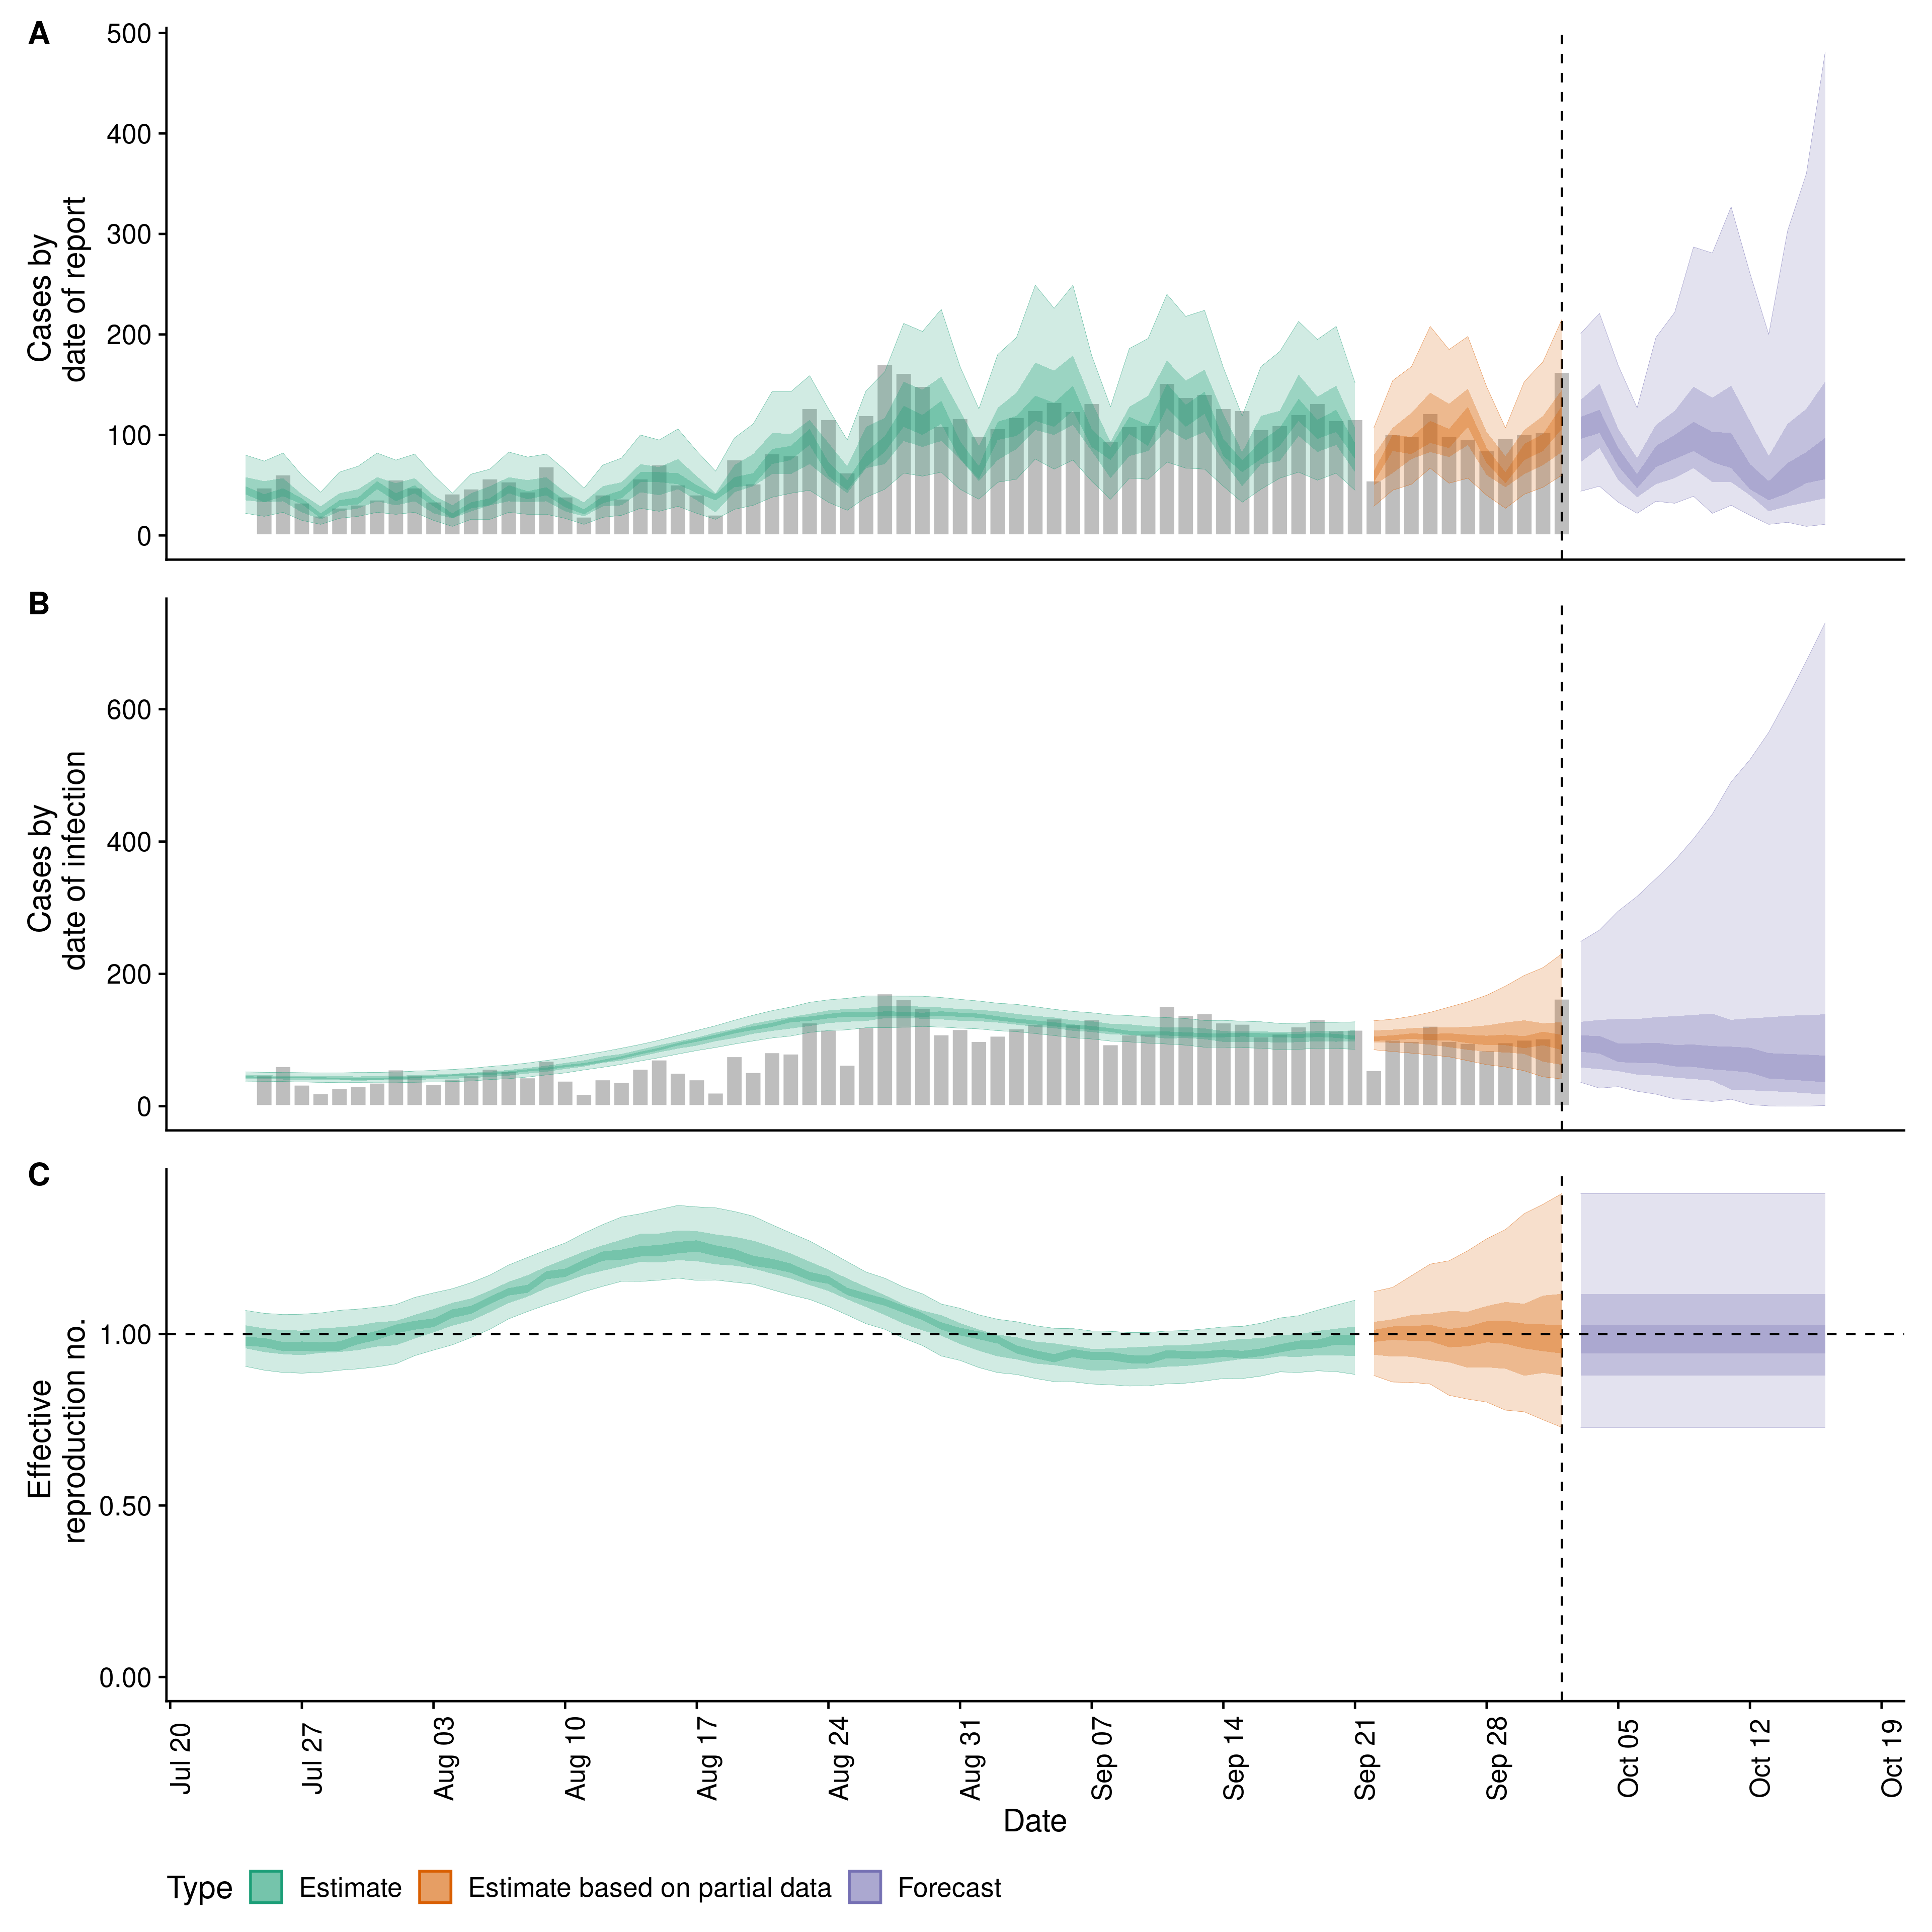 A
500
400
300
200
100
0
Cases by
date of report
B
600
400
200
0
Cases by
date of infection
C
1.00
0.50
0.00
Effective
reproduction no.
Jul 20
Jul 27
Aug 03
Aug 10
Aug 17
Aug 24
Aug 31
Sep 07
Sep 14
Sep 21
Sep 28
Oct 05
Oct 12
Oct 19
Date
Type Estimate Estimate based on partial data Forecast